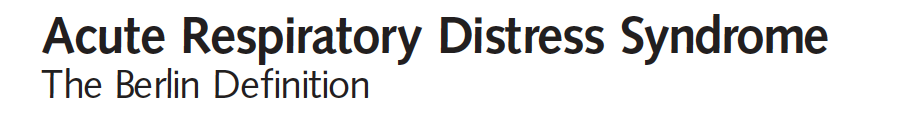 Acute Respiratory Distress Syndrome
The Berlin Definition